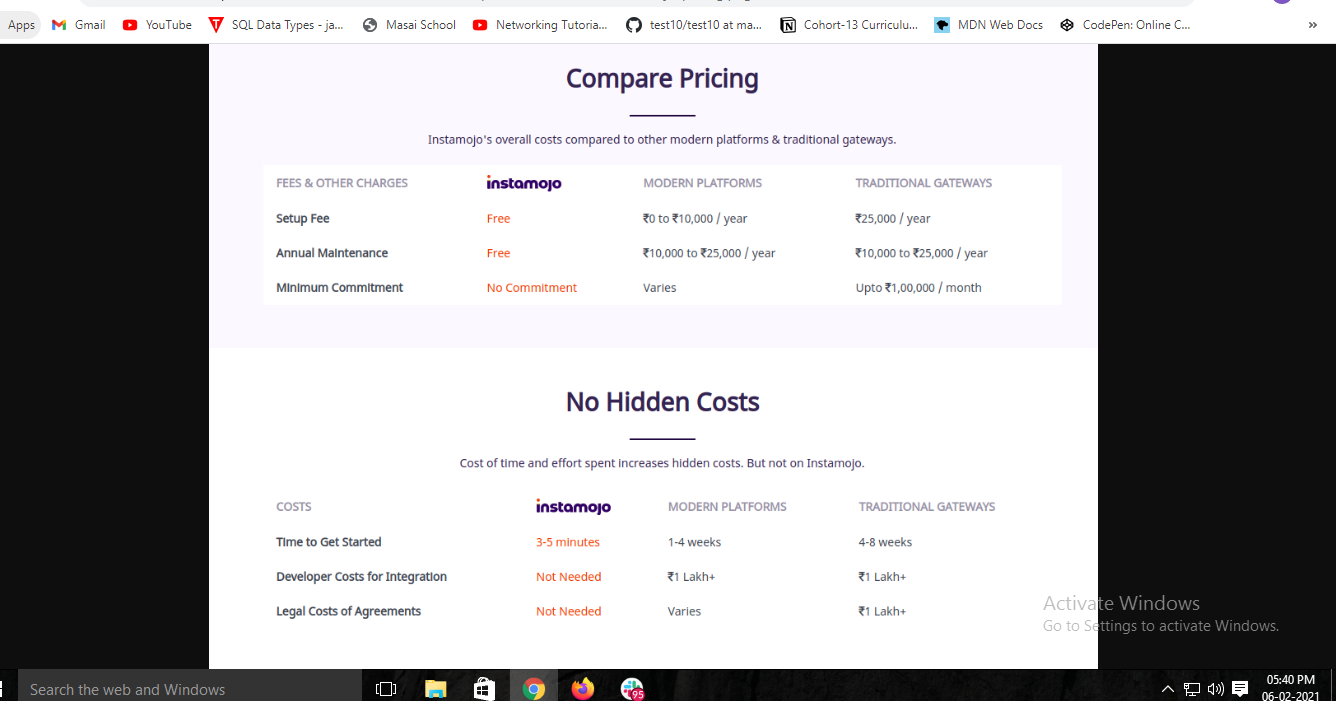 Apps Gmail YouTube SQL Data Types - ja... Masai School Networking Tutoria... test10/test10 at ma... Cohort-13 Curriculu... MDN Web Docs CodePen: Online C... »
Compare Pricing
Instamojo's overall costs compared to other modern platforms & traditional gateways.
FEES & OTHER CHARGES instamojo MODERN PLATFORMS TRADITIONAL GATEWAYS
Setup Fee Free ₹0 to ₹10,000 / year ₹25,000 / year
Annual Maintenance Free ₹10,000 to ₹25,000 / year ₹10,000 to ₹25,000 / year
Minimum Commitment No Commitment Varies Upto ₹1,00,000 / month
No Hidden Costs
Cost of time and effort spent increases hidden costs. But not on Instamojo.
COSTS instamojo MODERN PLATFORMS TRADITIONAL GATEWAYS
Time to Get Started 3-5 minutes 1-4 weeks 4-8 weeks
Developer Costs for Integration Not Needed ₹1 Lakh+ ₹1 Lakh+
Legal Costs of Agreements Not Needed Varies ₹1 Lakh+
Activate Windows
Go to Settings to activate Windows.
Search the web and Windows
95
05:40 PM
06-02-2021